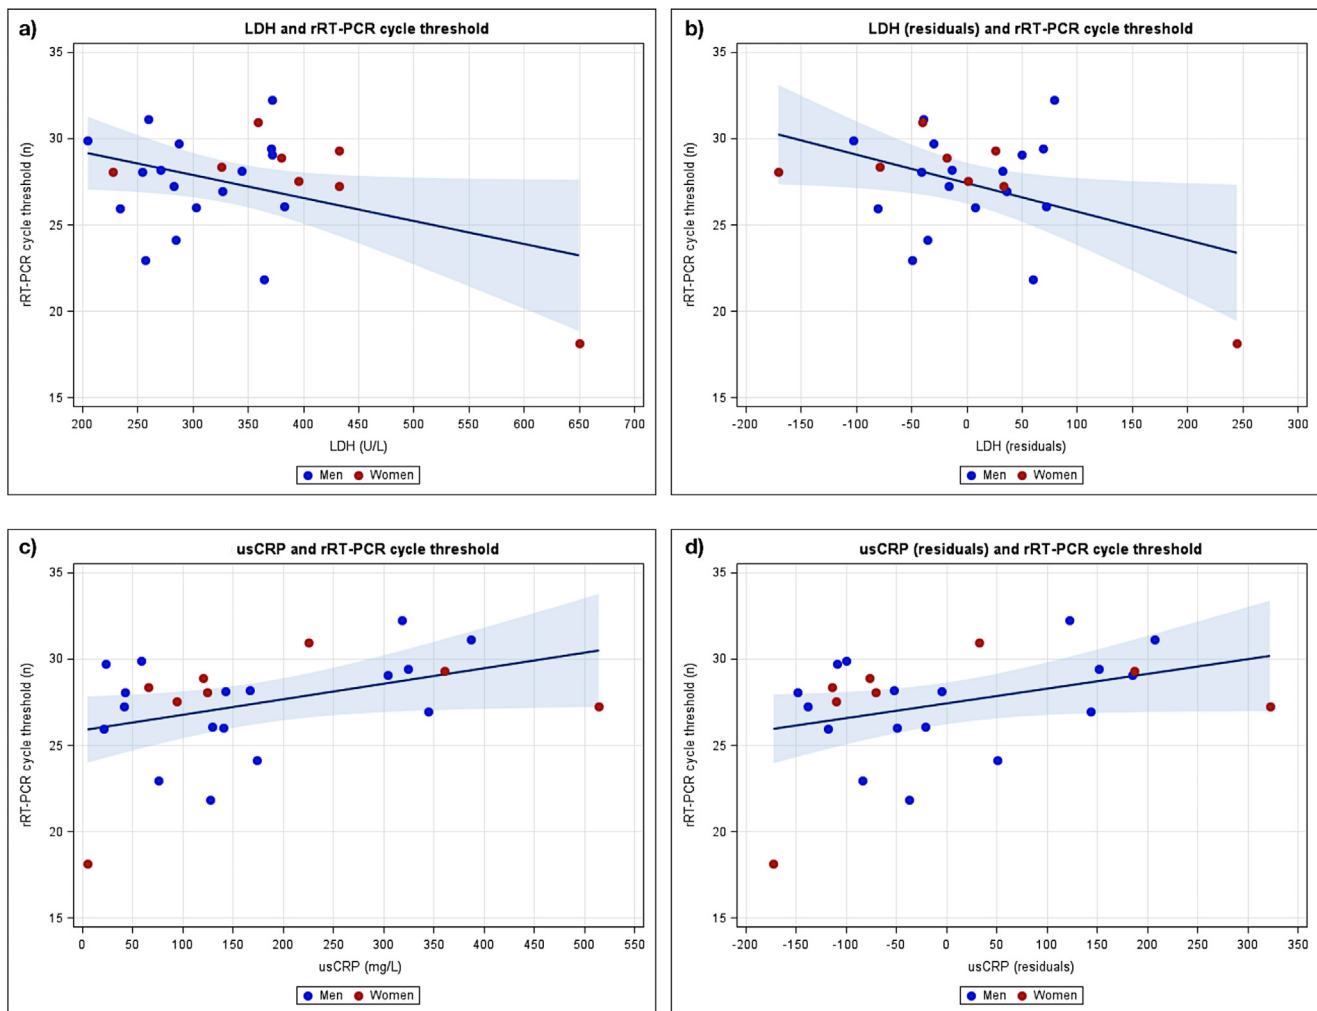 a)
LDH and rRT-PCR cycle threshold
rRT-PCR cycle threshold (n)
35
30
25
20
15
200 250 300 350 400 450 500 550 600 650 700
LDH (U/L)
Men Women
b)
LDH (residuals) and rRT-PCR cycle threshold
rRT-PCR cycle threshold (n)
35
30
25
20
15
-200 -150 -100 -50 0 50 100 150 200 250 300
LDH (residuals)
Men Women
c)
usCRP and rRT-PCR cycle threshold
rRT-PCR cycle threshold (n)
35
30
25
20
15
0 50 100 150 200 250 300 350 400 450 500 550
usCRP (mg/L)
Men Women
d)
usCRP (residuals) and rRT-PCR cycle threshold
rRT-PCR cycle threshold (n)
35
30
25
20
15
-200 -150 -100 -50 0 50 100 150 200 250 300 350
usCRP (residuals)
Men Women